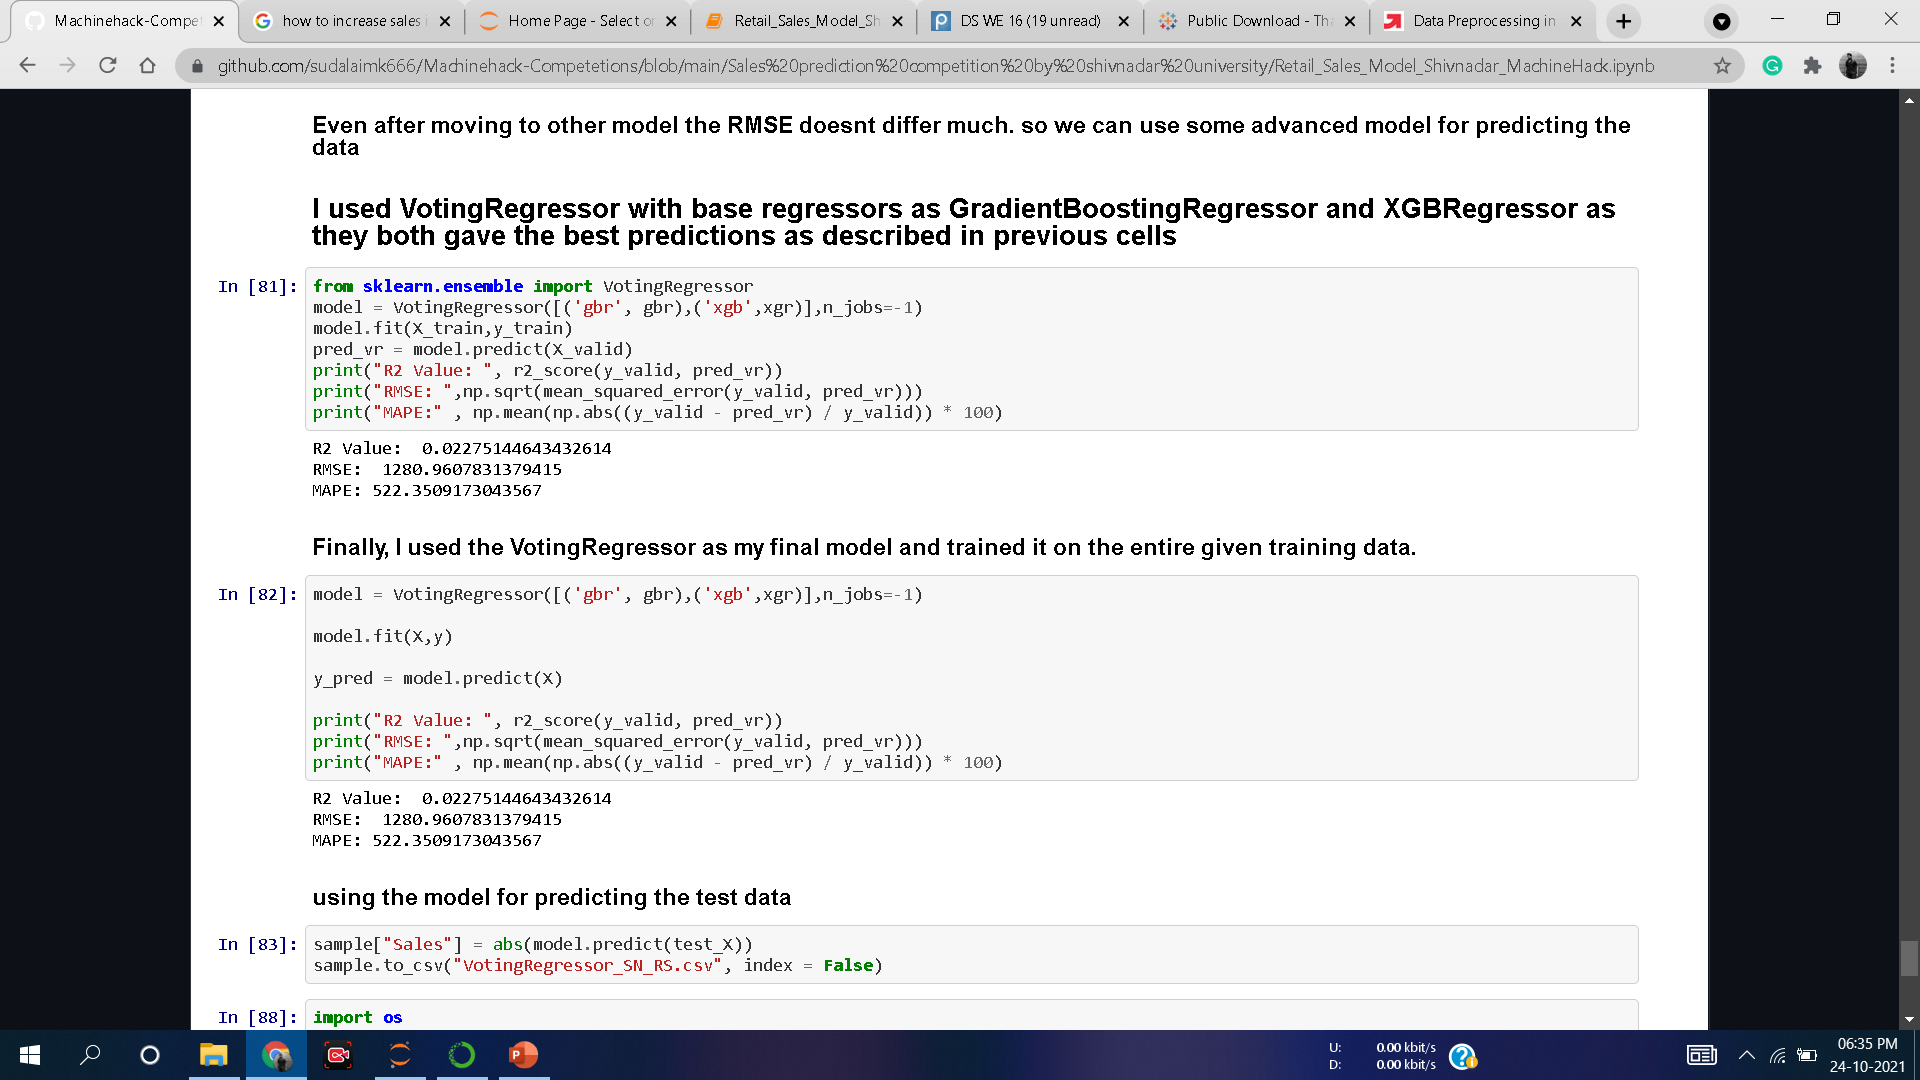 Machinehack-Compet
how to increase sales i
Home Page - Select or
Retail_Sales_Model_Sh
DS WE 16 (19 unread)
Public Download - Tha
Data Preprocessing in
github.com/sudalaimk666/Machinehack-Competetions/blob/main/Sales%20prediction%20competition%20by%20shivnadar%20university/Retail_Sales_Model_Shivnadar_MachineHack.ipynb
Even after moving to other model the RMSE doesnt differ much. so we can use some advanced model for predicting the
data
I used VotingRegressor with base regressors as GradientBoostingRegressor and XGBRegressor as
they both gave the best predictions as described in previous cells
In [81]: from sklearn.ensemble import VotingRegressor
model = VotingRegressor([('gbr', gbr),('xgb',xgr)],n_jobs=-1)
model.fit(X_train,y_train)
pred_vr = model.predict(X_valid)
print("R2 Value: ", r2_score(y_valid, pred_vr))
print("RMSE: ",np.sqrt(mean_squared_error(y_valid, pred_vr)))
print("MAPE:" , np.mean(np.abs((y_valid - pred_vr) / y_valid)) * 100)
R2 Value:  0.02275144643432614
RMSE:  1280.9607831379415
MAPE: 522.3509173043567
Finally, I used the VotingRegressor as my final model and trained it on the entire given training data.
In [82]: model = VotingRegressor([('gbr', gbr),('xgb',xgr)],n_jobs=-1)
model.fit(X,y)
y_pred = model.predict(X)
print("R2 Value: ", r2_score(y_valid, pred_vr))
print("RMSE: ",np.sqrt(mean_squared_error(y_valid, pred_vr)))
print("MAPE:" , np.mean(np.abs((y_valid - pred_vr) / y_valid)) * 100)
R2 Value:  0.02275144643432614
RMSE:  1280.9607831379415
MAPE: 522.3509173043567
using the model for predicting the test data
In [83]: sample["Sales"] = abs(model.predict(test_X))
sample.to_csv("VotingRegressor_SN_RS.csv", index = False)
In [88]: import os
U: 0.00 kbit/s
D: 0.00 kbit/s
06:35 PM
24-10-2021